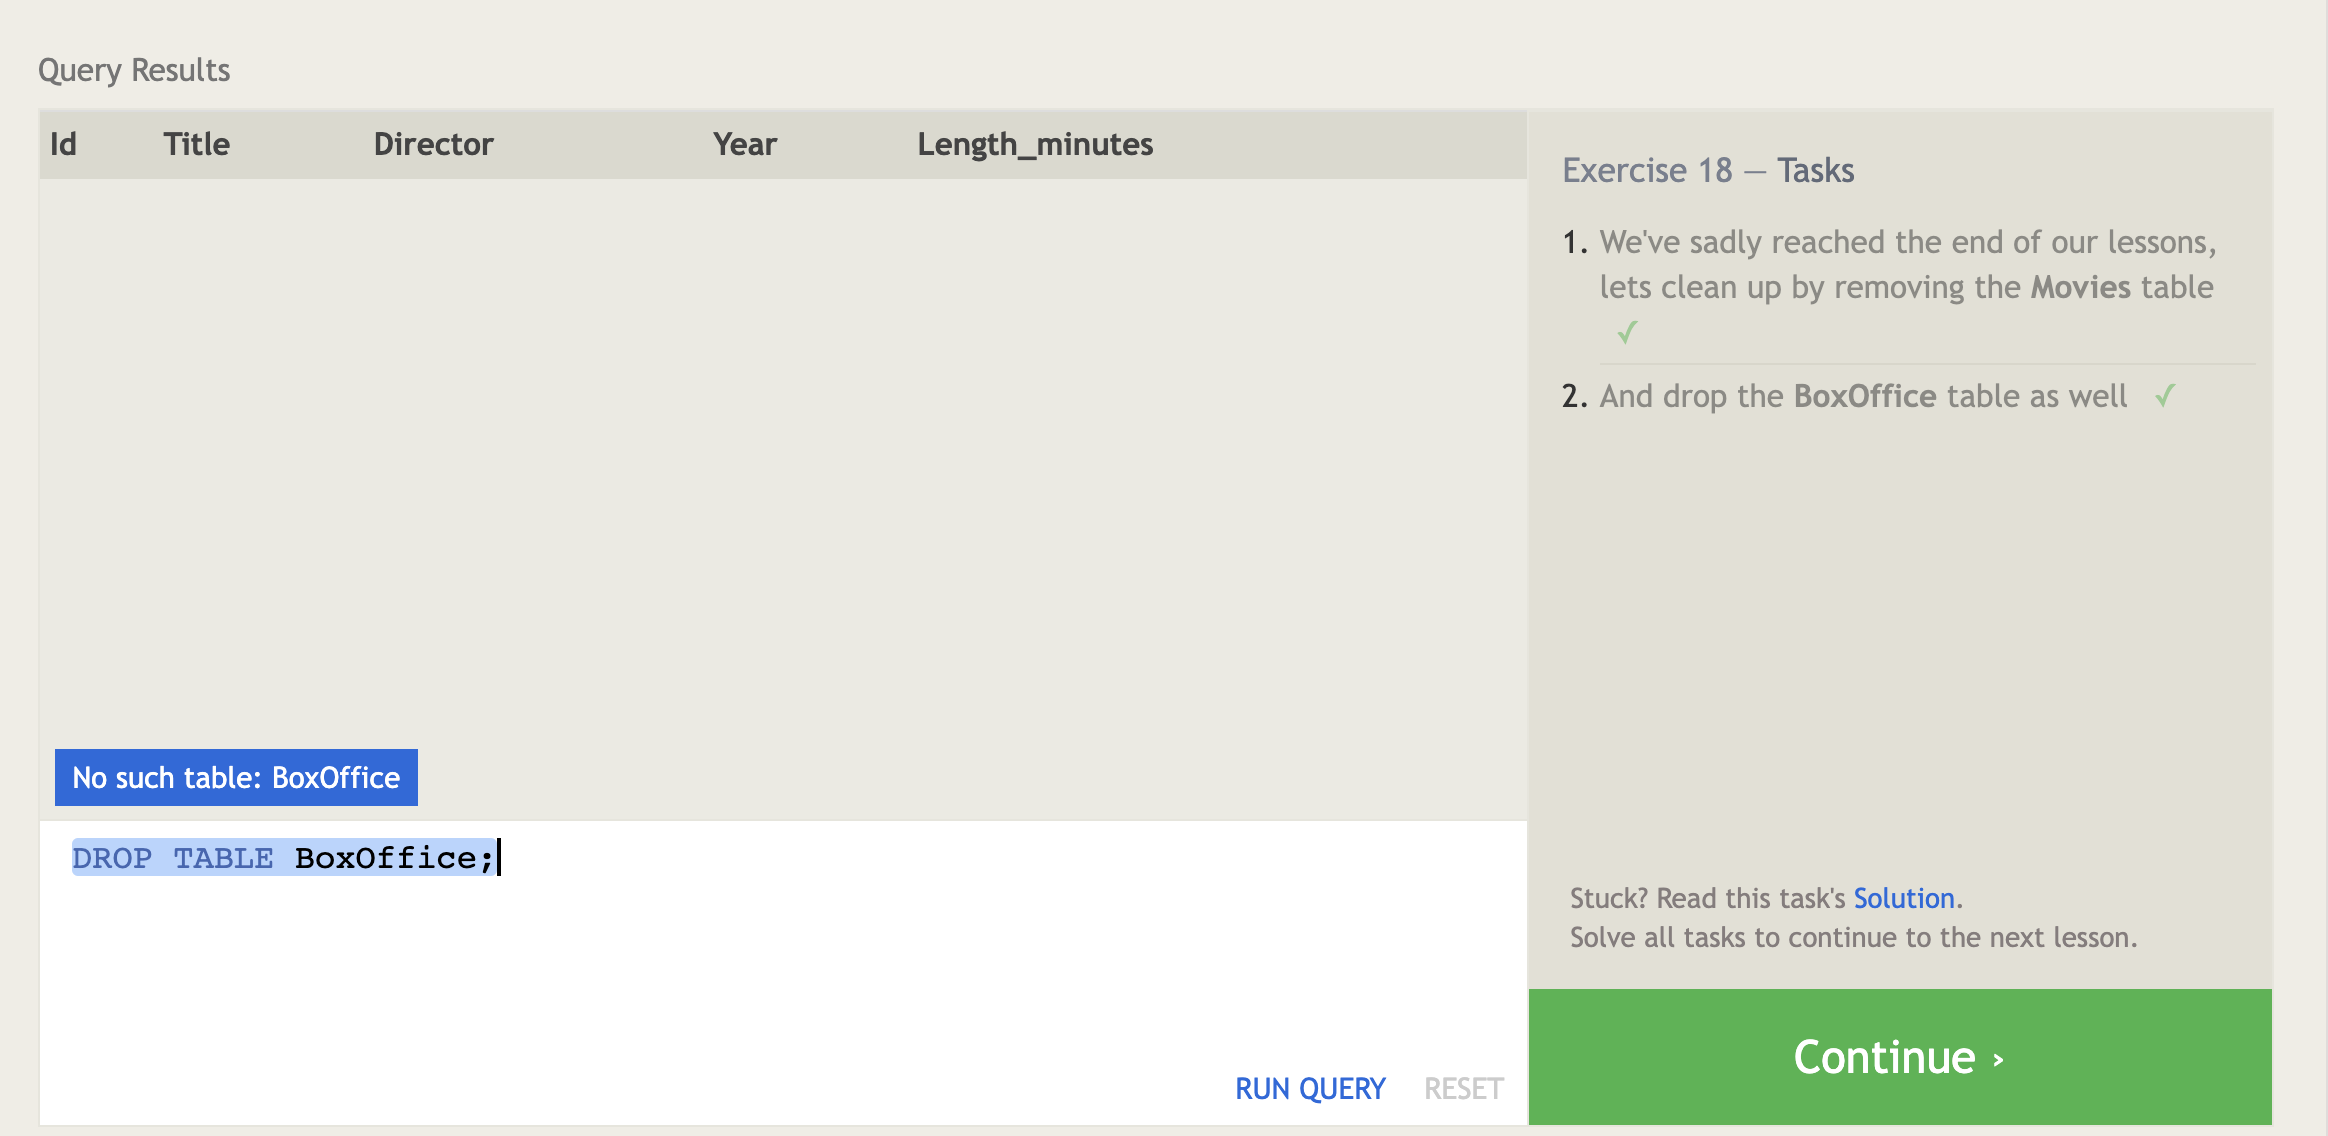 Query Results
Id Title Director Year Length_minutes
No such table: BoxOffice
DROP TABLE BoxOffice;
RUN QUERY RESET
Exercise 18 — Tasks
1. We've sadly reached the end of our lessons,
lets clean up by removing the Movies table
✓
2. And drop the BoxOffice table as well ✓
Stuck? Read this task's Solution.
Solve all tasks to continue to the next lesson.
Continue ›